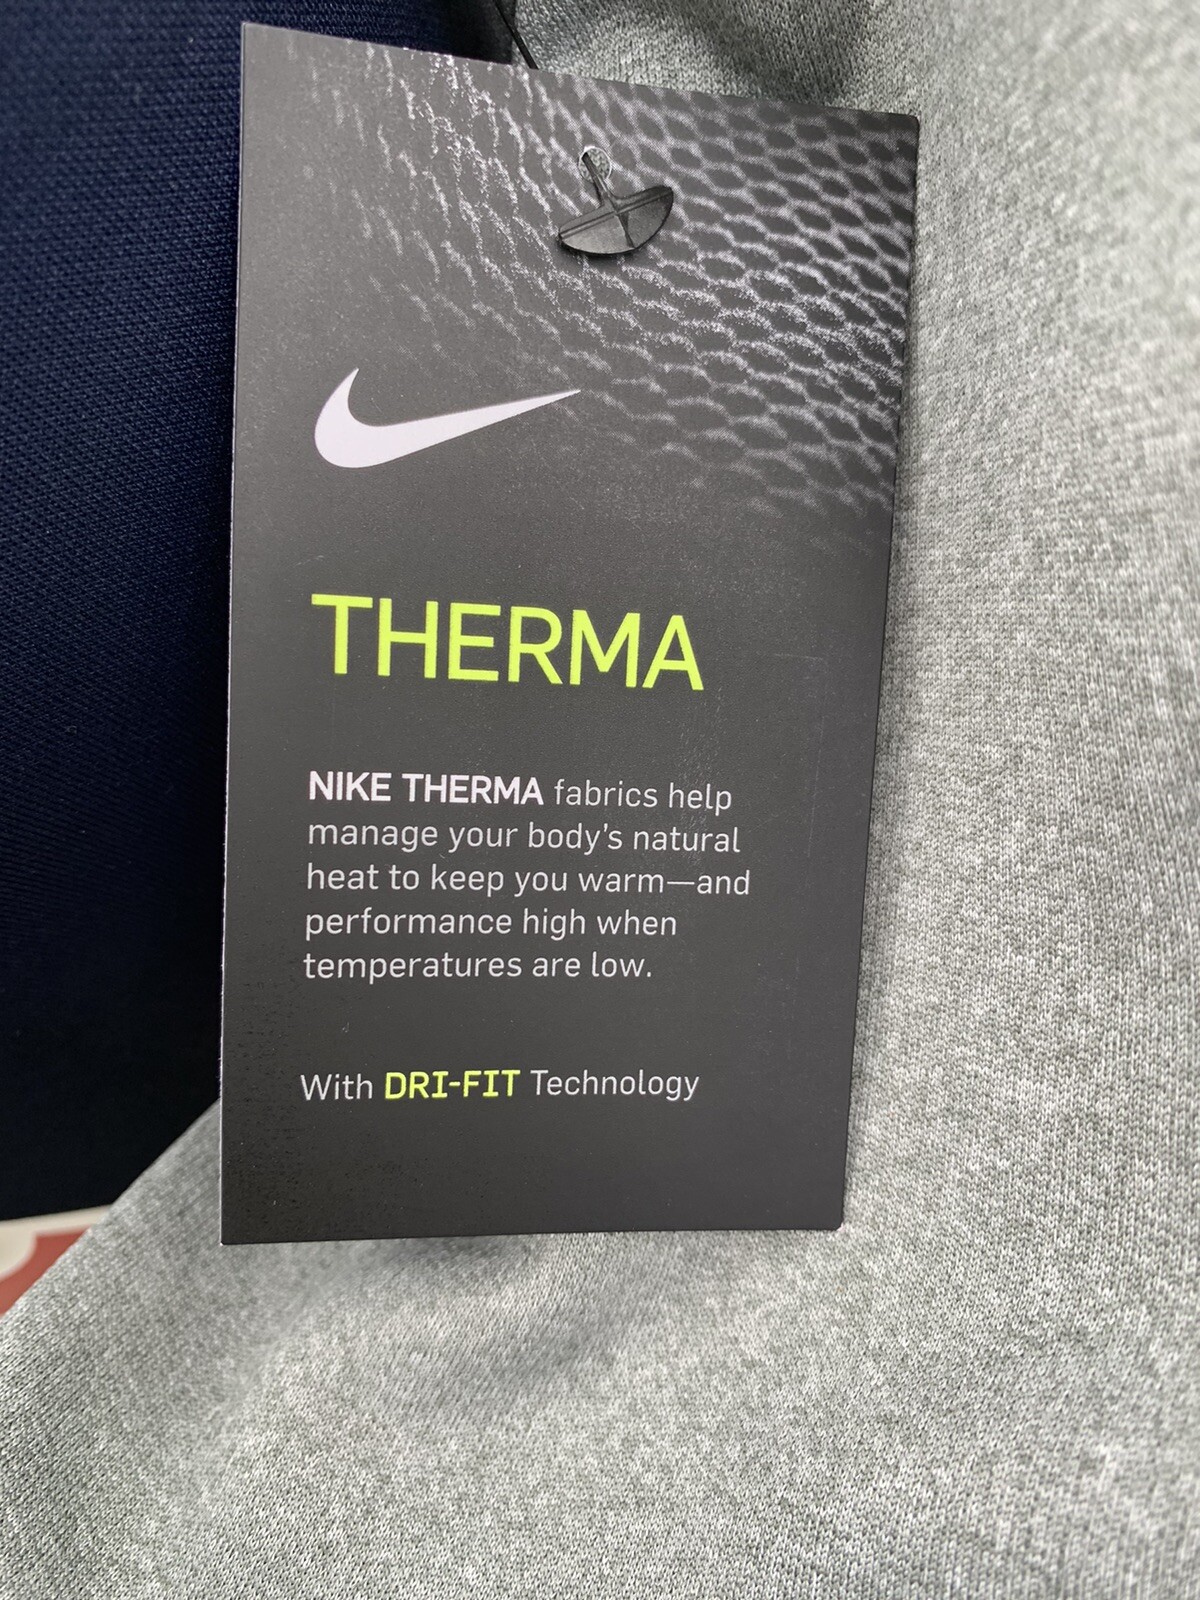 THERMA
NIKE THERMA fabrics help
manage your body's natural
heat to keep you warm—and
performance high when
temperatures are low.
With DRI-FIT Technology